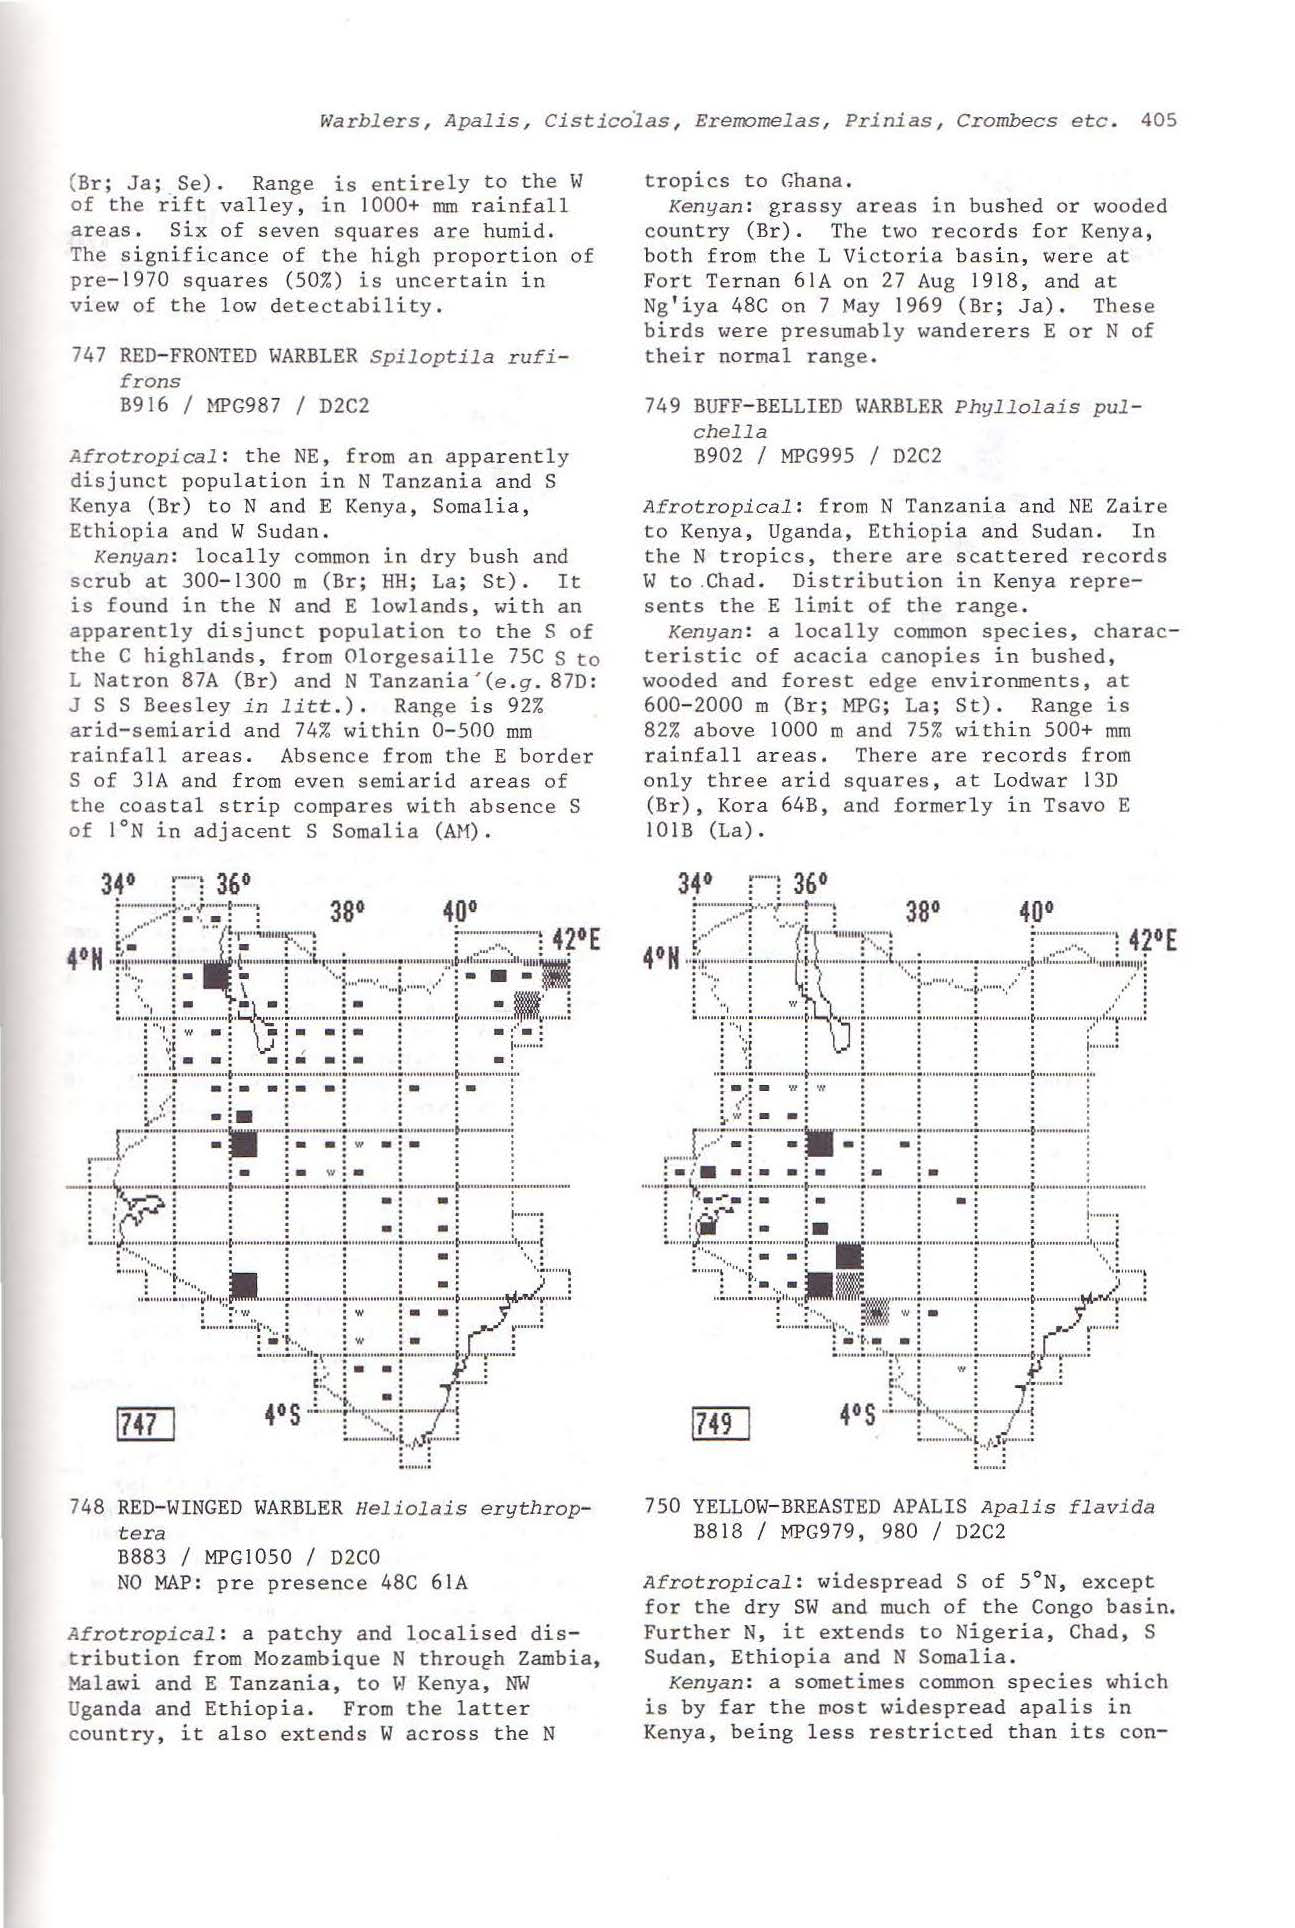 Warblers, Apalis, Cisticolas, Eremomelas, Prinias, Crombecs etc. 405
(Br; Ja; Se). Range is entirely to the W
of the rift valley, in 1000+ mm rainfall
areas. Six of seven squares are humid.
The significance of the high proportion of
pre-1970 squares (50%) is uncertain in
view of the low detectability.
747 RED-FRONTED WARBLER Spiloptila rufi-
frons
B916 / MPG987 / D2C2
Afrotropical: the NE, from an apparently
disjunct population in N Tanzania and S
Kenya (Br) to N and E Kenya, Somalia,
Ethiopia and W Sudan.
Kenyan: locally common in dry bush and
scrub at 300-1300 m (Br; HH; La; St). It
is found in the N and E lowlands, with an
apparently disjunct population to the S of
the C highlands, from Olorgesaille 75C S to
L Natron 87A (Br) and N Tanzania (e.g. 87D:
J S S Beesley in litt.). Range is 92%
arid-semiarid and 74% within 0-500 mm
rainfall areas. Absence from the E border
S of 31A and from even semiarid areas of
the coastal strip compares with absence S
of 1°N in adjacent S Somalia (AM).
34° 36°
38° 40°
42°E
4°N
4°S
747
748 RED-WINGED WARBLER Heliolais erythrop-
tera
B883 / MPG1050 / D2C0
NO MAP: pre presence 48C 61A
Afrotropical: a patchy and localised dis-
tribution from Mozambique N through Zambia,
Malawi and E Tanzania, to W Kenya, NW
Uganda and Ethiopia. From the latter
country, it also extends W across the N
tropics to Ghana.
Kenyan: grassy areas in bushed or wooded
country (Br). The two records for Kenya,
both from the L Victoria basin, were at
Fort Ternan 61A on 27 Aug 1918, and at
Ng'iya 48C on 7 May 1969 (Br; Ja). These
birds were presumably wanderers E or N of
their normal range.
749 BUFF-BELLIED WARBLER Phyllolais pul-
chella
B902 / MPG995 / D2C2
Afrotropical: from N Tanzania and NE Zaire
to Kenya, Uganda, Ethiopia and Sudan. In
the N tropics, there are scattered records
W to Chad. Distribution in Kenya repre-
sents the E limit of the range.
Kenyan: a locally common species, charac-
teristic of acacia canopies in bushed,
wooded and forest edge environments, at
600-2000 m (Br; MPG; La; St). Range is
82% above 1000 m and 75% within 500+ mm
rainfall areas. There are records from
only three arid squares, at Lodwar 13D
(Br), Kora 64B, and formerly in Tsavo E
101B (La).
34° 36°
38° 40°
42°E
4°N
4°S
749
750 YELLOW-BREASTED APALIS Apalis flavida
B818 / MPG979, 980 / D2C2
Afrotropical: widespread S of 5°N, except
for the dry SW and much of the Congo basin.
Further N, it extends to Nigeria, Chad, S
Sudan, Ethiopia and N Somalia.
Kenyan: a sometimes common species which
is by far the most widespread apalis in
Kenya, being less restricted than its con-